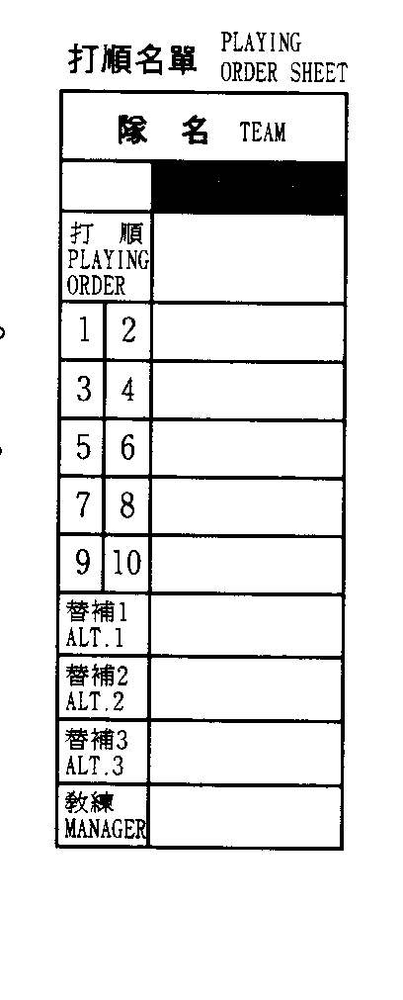 打順名單 PLAYING
ORDER SHEET
隊 名 TEAM
打 順
PLAYING
ORDER
1 2
3 4
5 6
7 8
9 10
替補1
ALT.1
替補2
ALT.2
替補3
ALT.3
教練
MANAGER